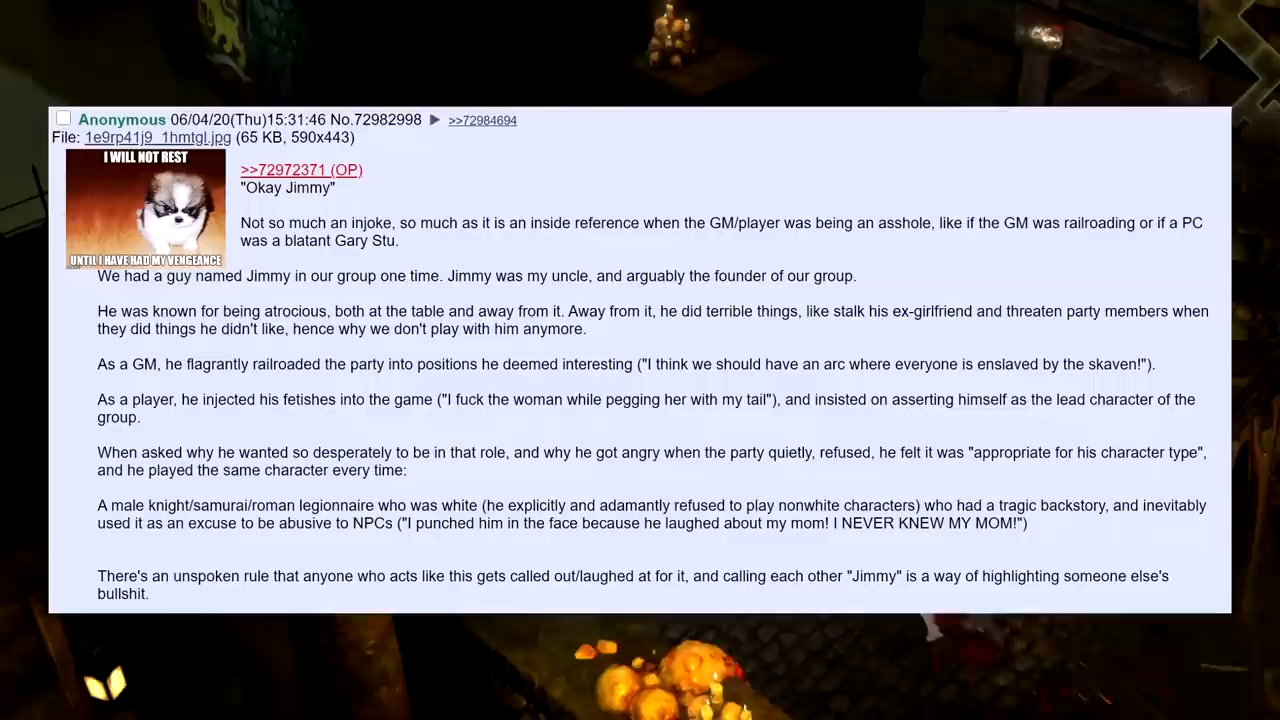 Anonymous 06/04/20(Thu)15:31:46 No.72982998 ▶ >>72984694
File: 1e9rp41j9_1hmtgl.jpg (65 KB, 590x443)
I WILL NOT REST
UNTIL I HAVE HAD MY VENGEANCE
>>72972371 (OP)
"Okay Jimmy"
Not so much an injoke, so much as it is an inside reference when the GM/player was being an asshole, like if the GM was railroading or if a PC
was a blatant Gary Stu.
We had a guy named Jimmy in our group one time. Jimmy was my uncle, and arguably the founder of our group.
He was known for being atrocious, both at the table and away from it. Away from it, he did terrible things, like stalk his ex-girlfriend and threaten party members when
they did things he didn't like, hence why we don't play with him anymore.
As a GM, he flagrantly railroaded the party into positions he deemed interesting ("I think we should have an arc where everyone is enslaved by the skaven!").
As a player, he injected his fetishes into the game ("I fuck the woman while pegging her with my tail"), and insisted on asserting himself as the lead character of the
group.
When asked why he wanted so desperately to be in that role, and why he got angry when the party quietly, refused, he felt it was "appropriate for his character type",
and he played the same character every time:
A male knight/samurai/roman legionnaire who was white (he explicitly and adamantly refused to play nonwhite characters) who had a tragic backstory, and inevitably
used it as an excuse to be abusive to NPCs ("I punched him in the face because he laughed about my mom! I NEVER KNEW MY MOM!")
There's an unspoken rule that anyone who acts like this gets called out/laughed at for it, and calling each other "Jimmy" is a way of highlighting someone else's
bullshit.